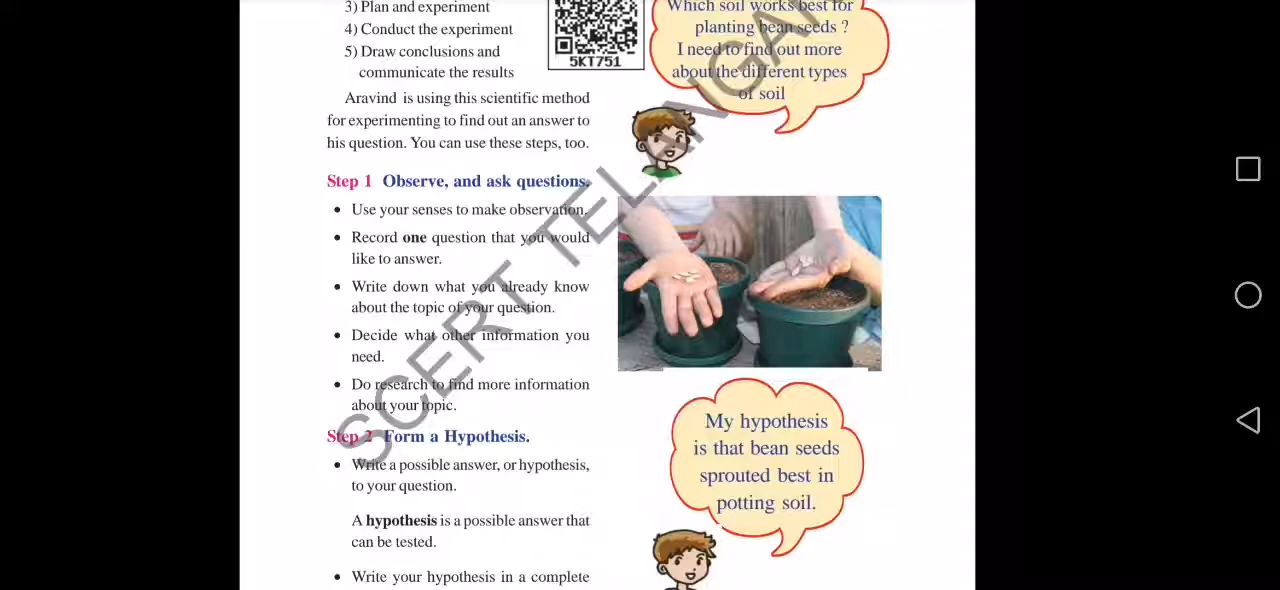 3) Plan and experiment
4) Conduct the experiment
5) Draw conclusions and
communicate the results
5KT751
Aravind is using this scientific method
for experimenting to find out an answer to
his question. You can use these steps, too.
Step 1 Observe, and ask questions.
• Use your senses to make observation.
• Record one question that you would
like to answer.
• Write down what you already know
about the topic of your question.
• Decide what other information you
need.
• Do research to find more information
about your topic.
Step 2 Form a Hypothesis.
• Write a possible answer, or hypothesis,
to your question.
A hypothesis is a possible answer that
can be tested.
• Write your hypothesis in a complete
Which soil works best for
planting bean seeds ?
I need to find out more
about the different types
of soil
My hypothesis
is that bean seeds
sprouted best in
potting soil.
SCERT TELANGAN